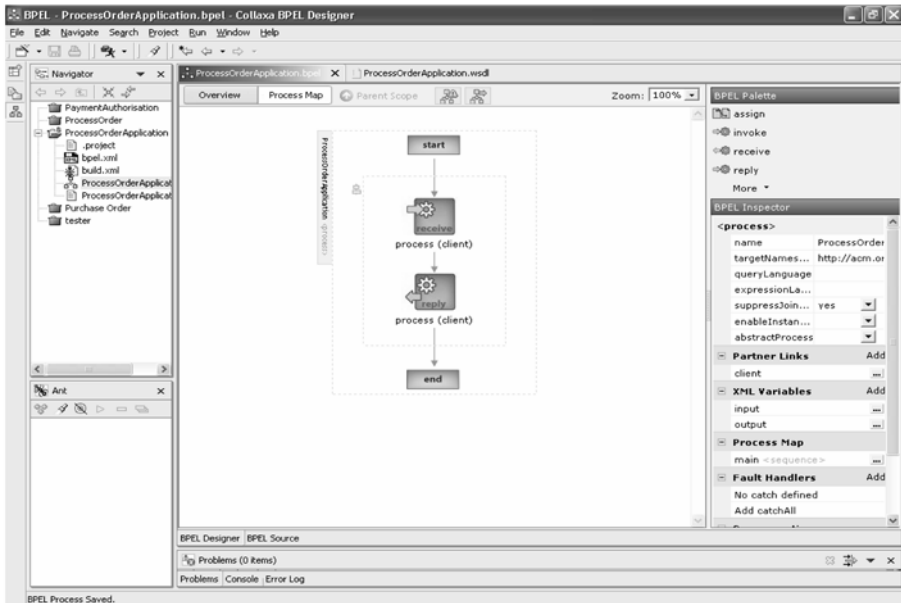 BPEL - ProcessOrderApplication.bpel - Collaxa BPEL Designer
File Edit Navigate Search Project Run Window Help
Navigator
PaymentAuthorisation
ProcessOrder
ProcessOrderApplication
.project
bpel.xml
build.xml
ProcessOrderApplicat
ProcessOrderApplicat
Purchase Order
tester
Ant
ProcessOrderApplication.bpel
ProcessOrderApplication.wsdl
Overview
Process Map
Parent Scope
Zoom: 100%
ProcessOrderApplication <process>
start
receive
process (client)
reply
process (client)
end
BPEL Designer
BPEL Source
Problems (0 items)
Problems Console Error Log
BPEL Palette
assign
invoke
receive
reply
More
BPEL Inspector
<process>
name ProcessOrder
targetNames... http://acm.or
queryLanguage
expressionLa...
suppressJoin... yes
enableInstan...
abstractProcess
Partner Links Add
client ...
XML Variables Add
input ...
output ...
Process Map
main <sequence> ...
Fault Handlers Add
No catch defined
Add catchAll
BPEL Process Saved.